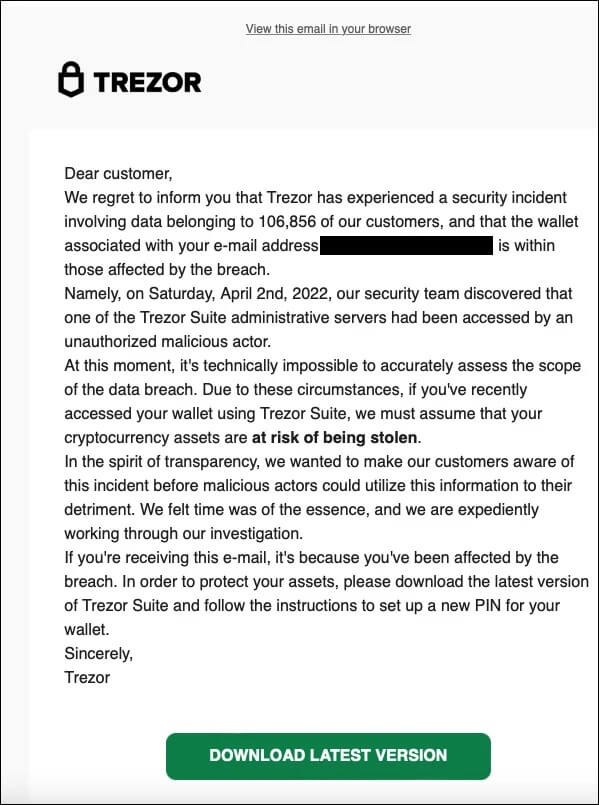 View this email in your browser
TREZOR
Dear customer,
We regret to inform you that Trezor has experienced a security incident
involving data belonging to 106,856 of our customers, and that the wallet
associated with your e-mail address is within
those affected by the breach.
Namely, on Saturday, April 2nd, 2022, our security team discovered that
one of the Trezor Suite administrative servers had been accessed by an
unauthorized malicious actor.
At this moment, it's technically impossible to accurately assess the scope
of the data breach. Due to these circumstances, if you've recently
accessed your wallet using Trezor Suite, we must assume that your
cryptocurrency assets are at risk of being stolen.
In the spirit of transparency, we wanted to make our customers aware of
this incident before malicious actors could utilize this information to their
detriment. We felt time was of the essence, and we are expediently
working through our investigation.
If you're receiving this e-mail, it's because you've been affected by the
breach. In order to protect your assets, please download the latest version
of Trezor Suite and follow the instructions to set up a new PIN for your
wallet.
Sincerely,
Trezor
DOWNLOAD LATEST VERSION